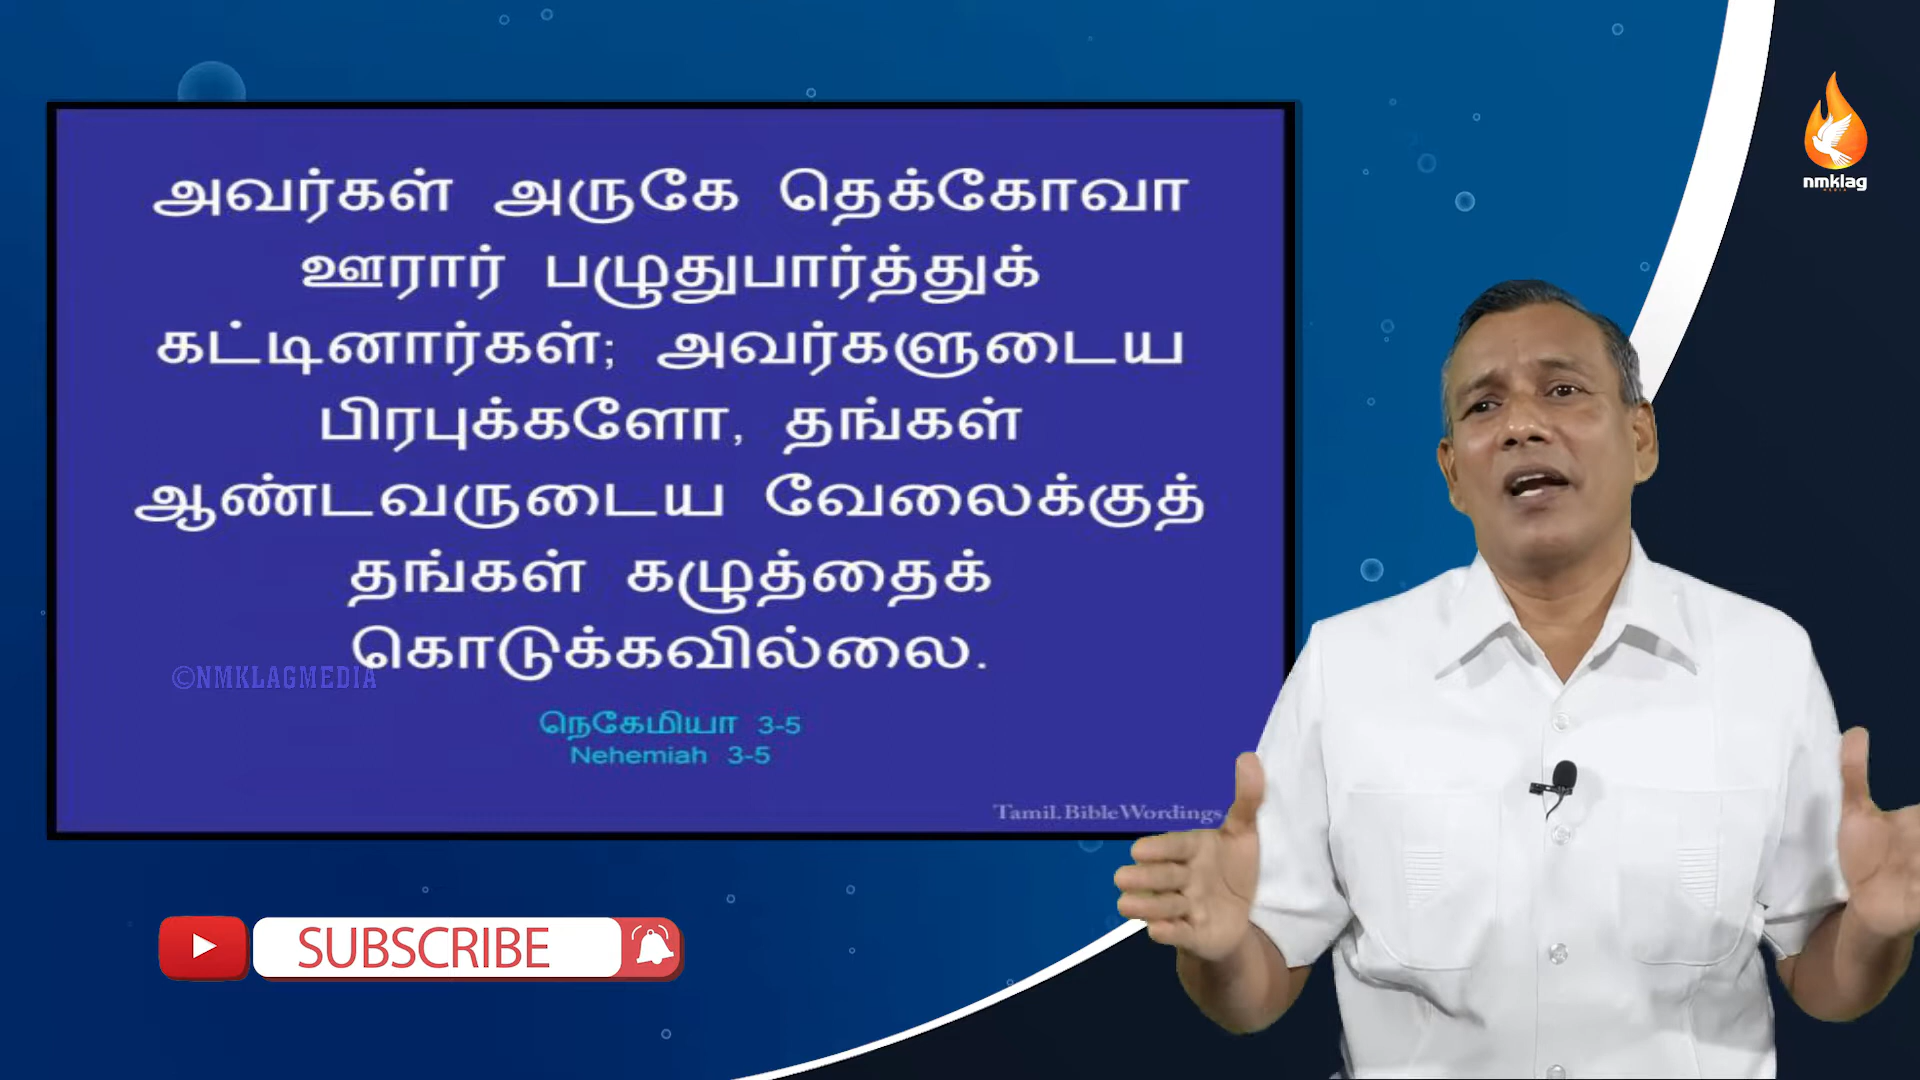 அவர்கள் அருகே தெக்கோவா
ஊரார் பழுதுபார்த்துக்
கட்டினார்கள்; அவர்களுடைய
பிரபுக்களோ, தங்கள்
ஆண்டவருடைய வேலைக்குத்
தங்கள் கழுத்தைக்
கொடுக்கவில்லை.
©NMKLAGMEDIA
நெகேமியா 3-5
Nehemiah 3-5
Tamil.BibleWordings.
SUBSCRIBE
nmklag
MEDIA